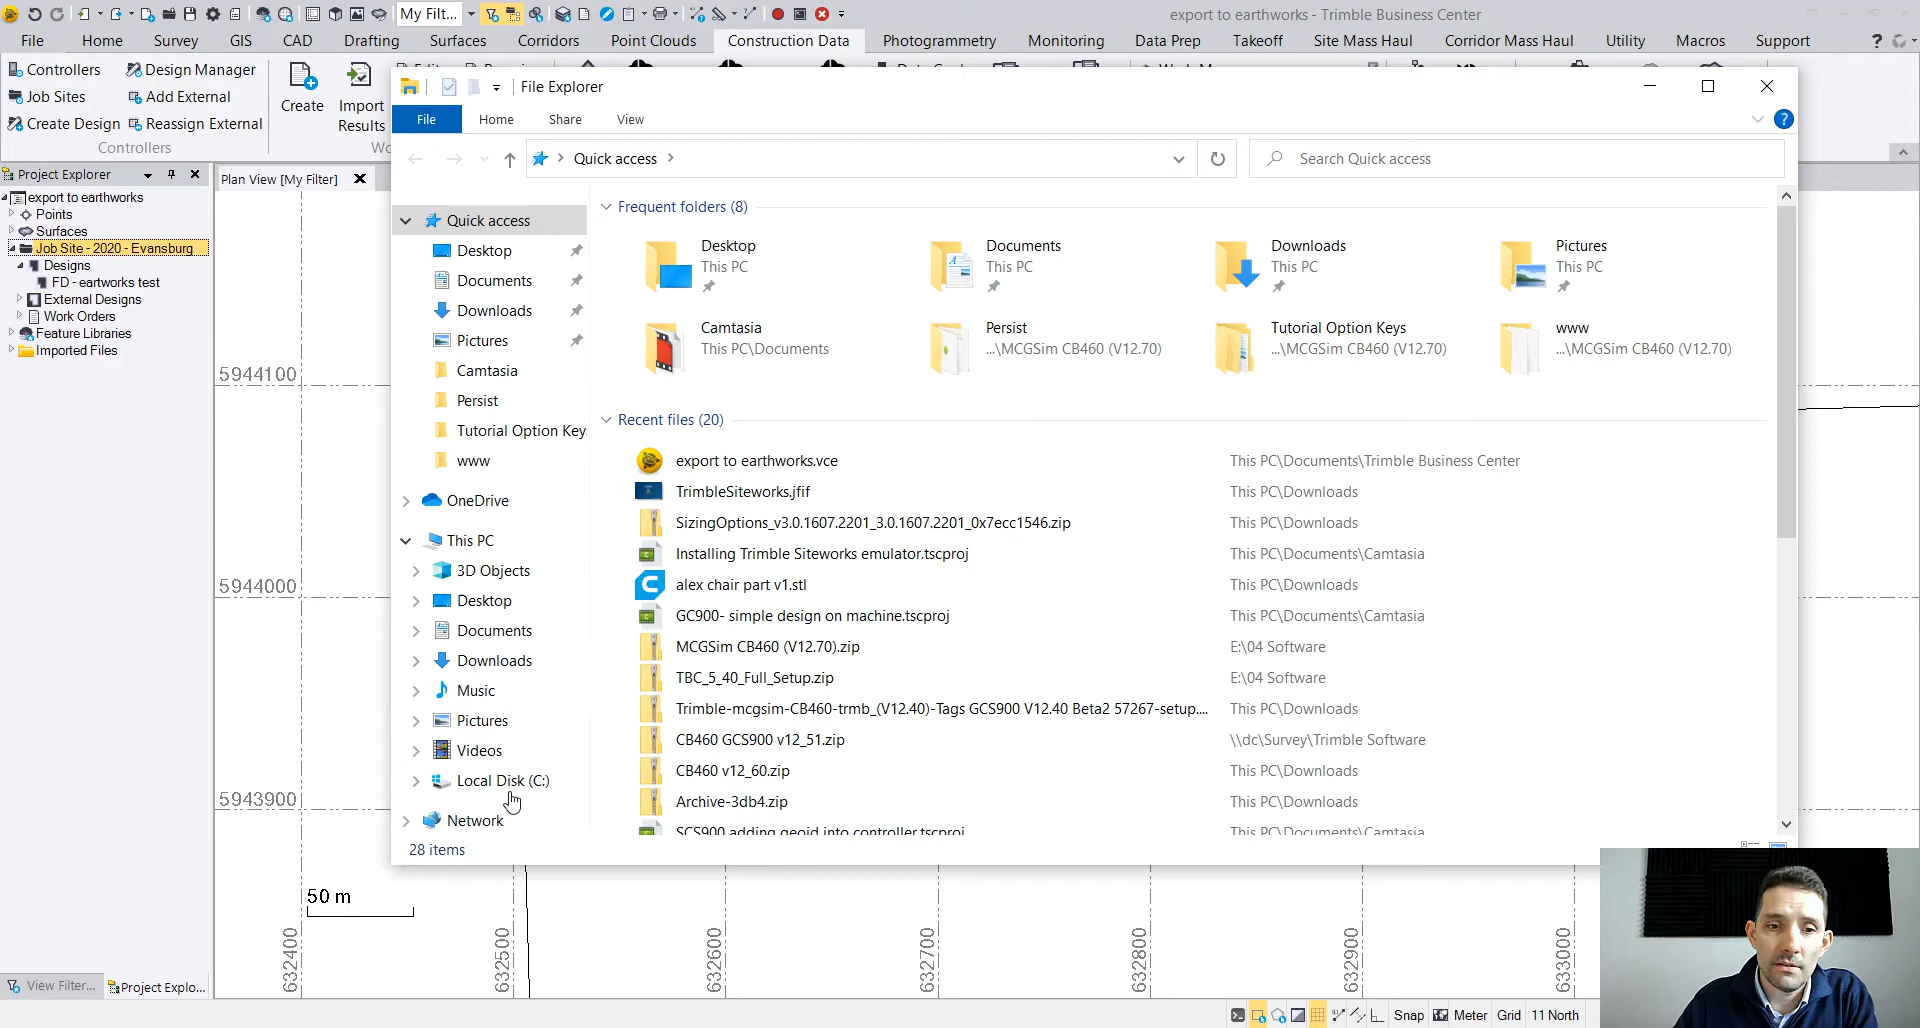 My Filt...
export to earthworks - Trimble Business Center
File Home Survey GIS CAD Drafting Surfaces Corridors Point Clouds Construction Data Photogrammetry Monitoring Data Prep Takeoff Site Mass Haul Corridor Mass Haul Utility Macros Support
Controllers
Design Manager
Job Sites
Add External
Create Design
Reassign External
Controllers
Create
Import
Results
File Explorer
File Home Share View
Quick access
Search Quick access
Project Explorer
export to earthworks
Points
Surfaces
Job Site - 2020 - Evansburg
Designs
FD - eartworks test
External Designs
Work Orders
Feature Libraries
Imported Files
View Filter...
Project Explo...
Plan View [My Filter]
Quick access
Desktop
Documents
Downloads
Pictures
Camtasia
Persist
Tutorial Option Key
www
OneDrive
This PC
3D Objects
Desktop
Documents
Downloads
Music
Pictures
Videos
Local Disk (C:)
Network
28 items
Frequent folders (8)
Desktop
This PC
Documents
This PC
Downloads
This PC
Pictures
This PC
Camtasia
This PC\Documents
Persist
...\MCGSim CB460 (V12.70)
Tutorial Option Keys
...\MCGSim CB460 (V12.70)
www
...\MCGSim CB460 (V12.70)
Recent files (20)
export to earthworks.vce This PC\Documents\Trimble Business Center
TrimbleSiteworks.jfif This PC\Downloads
SizingOptions_v3.0.1607.2201_3.0.1607.2201_0x7ecc1546.zip This PC\Downloads
Installing Trimble Siteworks emulator.tscproj This PC\Documents\Camtasia
alex chair part v1.stl This PC\Downloads
GC900- simple design on machine.tscproj This PC\Documents\Camtasia
MCGSim CB460 (V12.70).zip E:\04 Software
TBC_5_40_Full_Setup.zip E:\04 Software
Trimble-mcgsim-CB460-trmb_(V12.40)-Tags GCS900 V12.40 Beta2 57267-setup.... This PC\Downloads
CB460 GCS900 v12_51.zip \\dc\Survey\Trimble Software
CB460 v12_60.zip This PC\Downloads
Archive-3db4.zip This PC\Downloads
SCS900 adding geoid into controller.tscproj This PC\Documents\Camtasia
5944100
5944000
5943900
50 m
632400
632500
632600
632700
632800
632900
633000
Snap Meter Grid 11 North